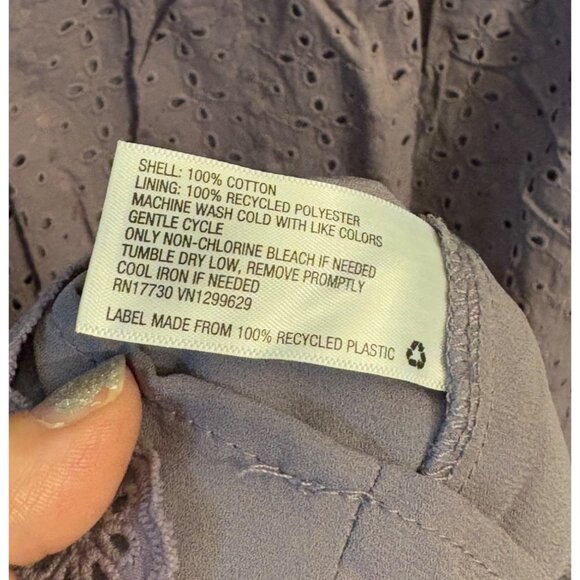 SHELL: 100% COTTON
LINING: 100% RECYCLED POLYESTER
MACHINE WASH COLD WITH LIKE COLORS
GENTLE CYCLE
ONLY NON-CHLORINE BLEACH IF NEEDED
TUMBLE DRY LOW, REMOVE PROMPTLY
COOL IRON IF NEEDED
RN17730 VN1299629
LABEL MADE FROM 100% RECYCLED PLASTIC